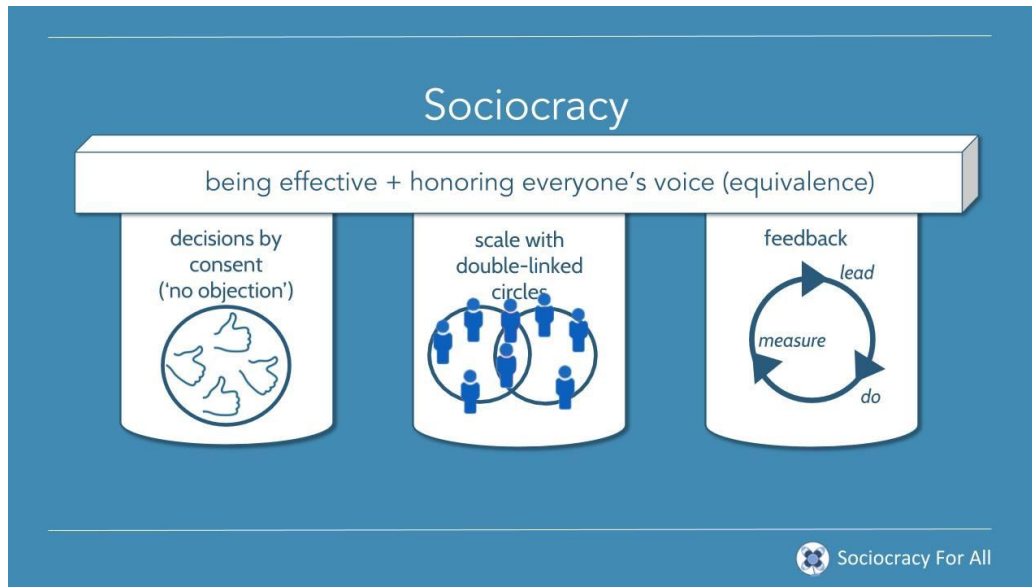 Sociocracy
being effective + honoring everyone’s voice (equivalence)
decisions by
consent
(‘no objection’)
scale with
double-linked
circles
feedback
lead
measure
do
Sociocracy For All